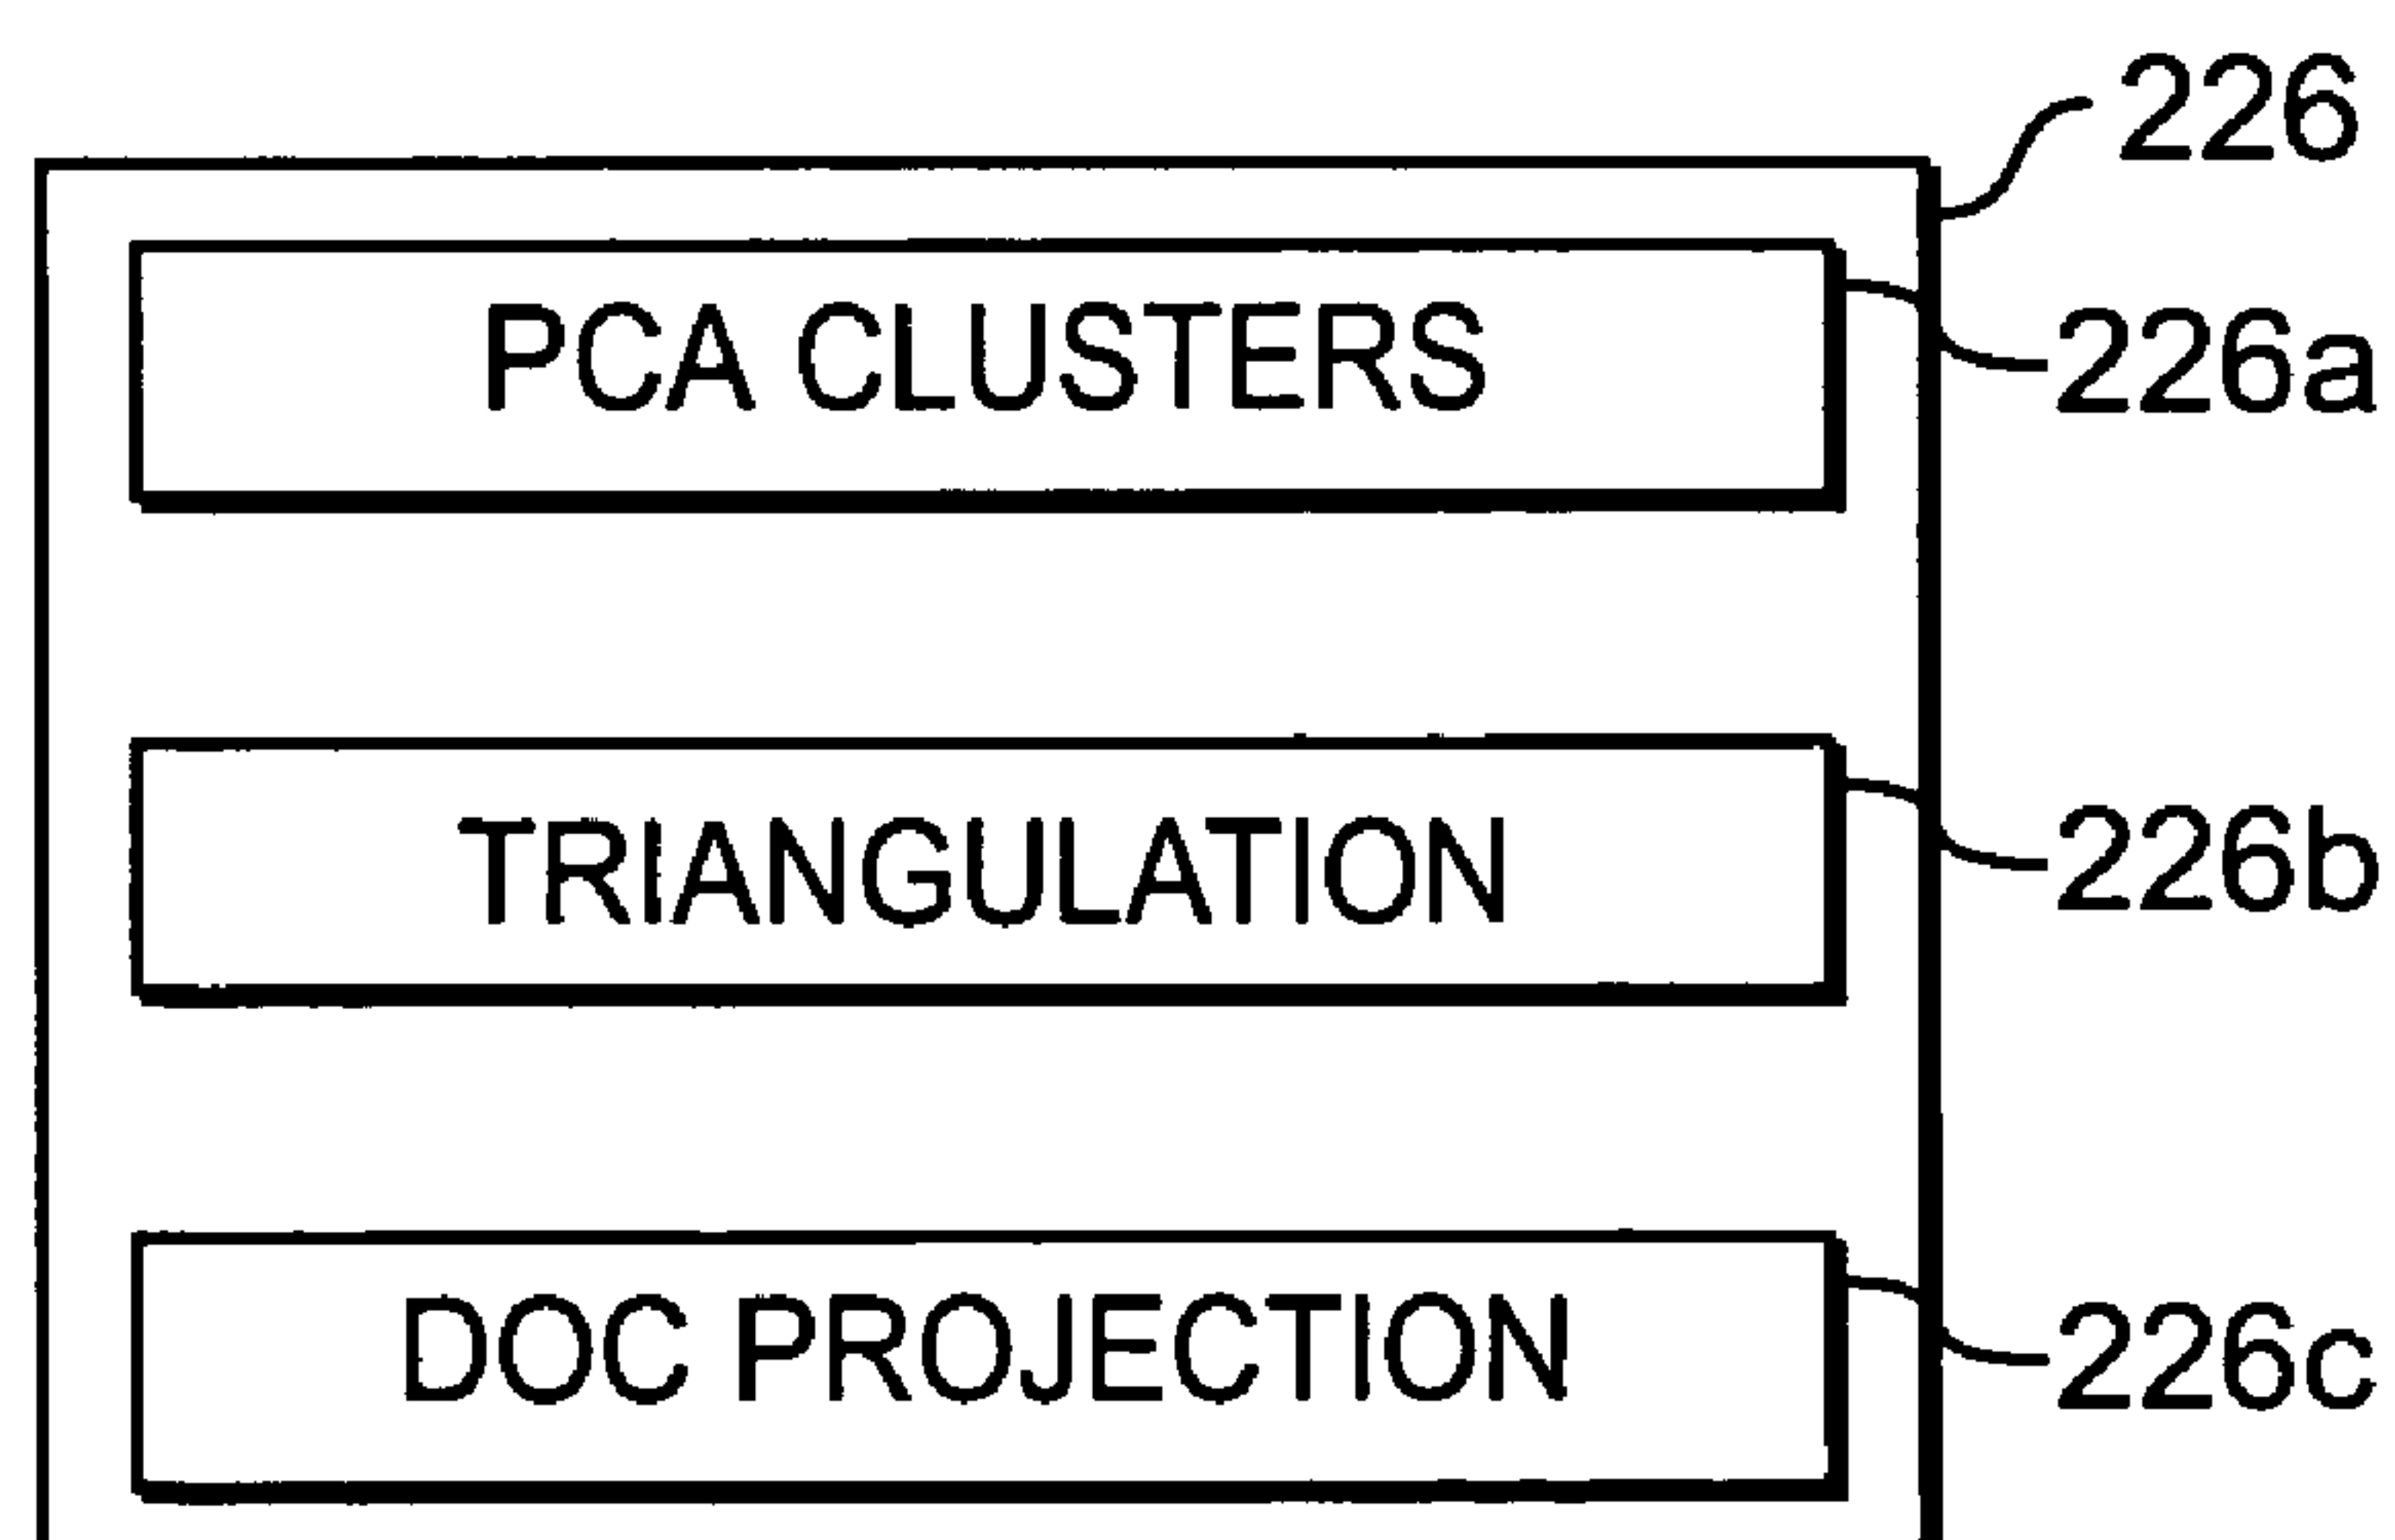 226
PCA CLUSTERS
226a
TRIANGULATION
226b
DOC PROJECTION
226c